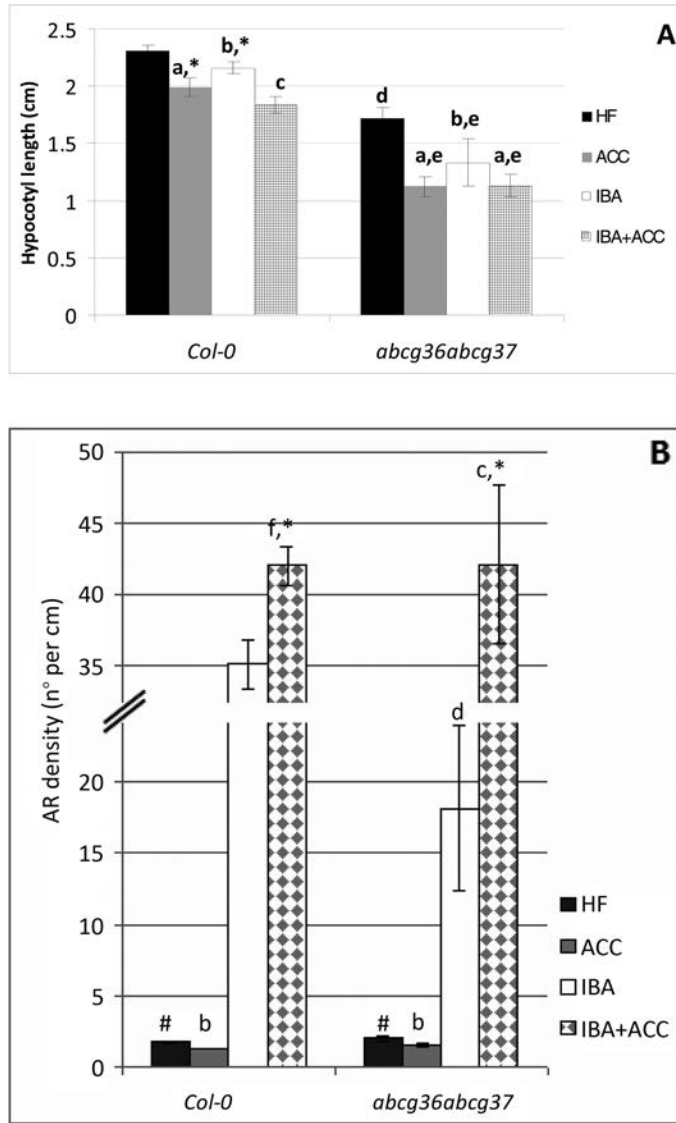 A
Hypocotyl length (cm)
2.5
2
1.5
1
0.5
0
a,*
b,*
c
d
a,e
b,e
a,e
HF
ACC
IBA
IBA+ACC
Col-0
abcg36abcg37
B
AR density (n° per cm)
50
45
40
35
20
15
10
5
0
#
b
f,*
#
b
d
c,*
HF
ACC
IBA
IBA+ACC
Col-0
abcg36abcg37